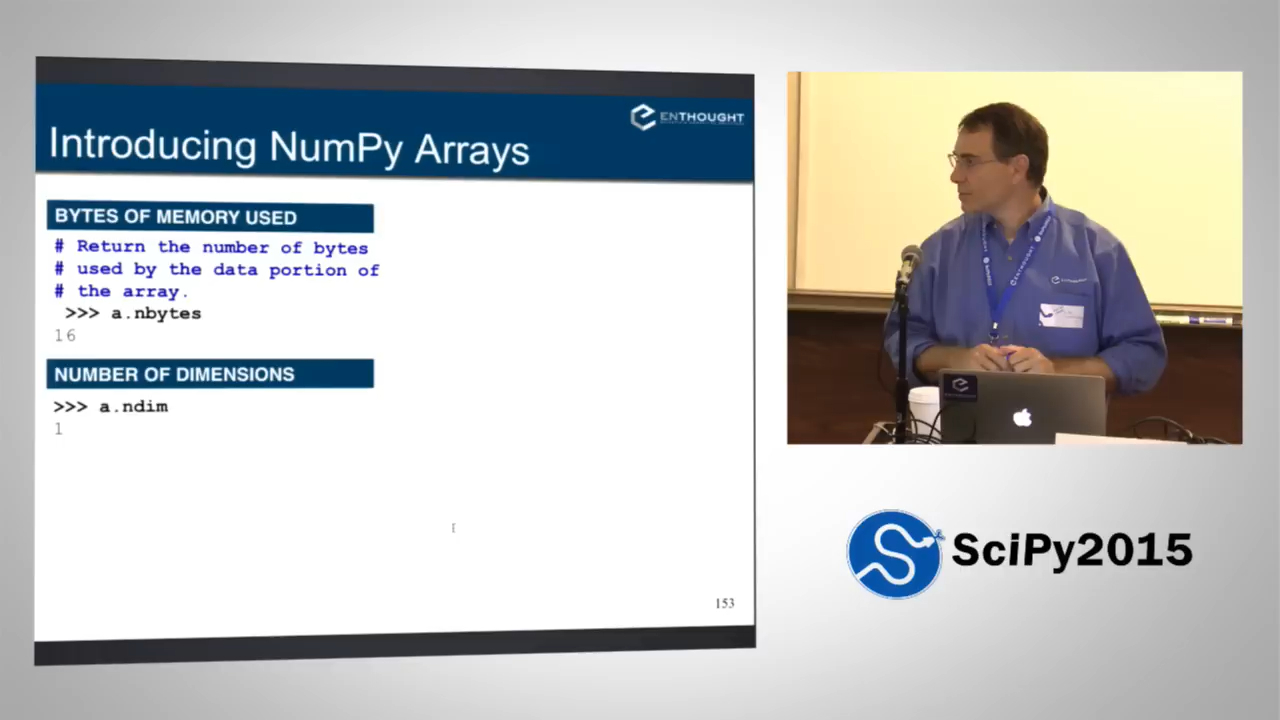 ENTHOUGHT
Introducing NumPy Arrays
BYTES OF MEMORY USED
# Return the number of bytes
# used by the data portion of
# the array.
>>> a.nbytes
16
NUMBER OF DIMENSIONS
>>> a.ndim
1
153
ENTHOUGHT
SciPy2015